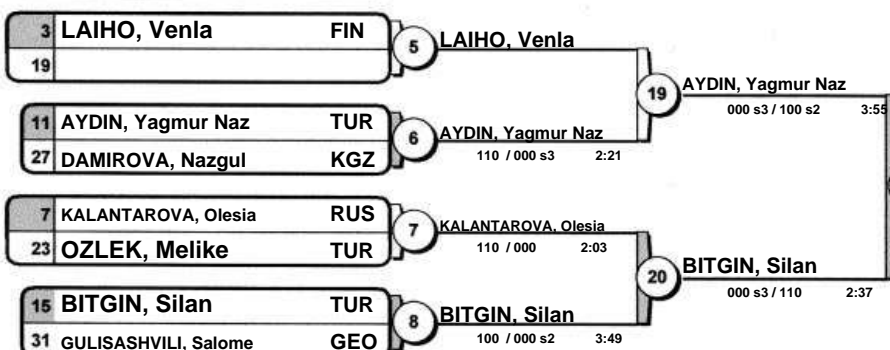 3 LAIHO, Venla FIN
19
5 LAIHO, Venla
19 AYDIN, Yagmur Naz
000 s3 / 100 s2 3:55
11 AYDIN, Yagmur Naz TUR
27 DAMIROVA, Nazgul KGZ
6 AYDIN, Yagmur Naz
110 / 000 s3 2:21
7 KALANTAROVA, Olesia RUS
23 OZLEK, Melike TUR
7 KALANTAROVA, Olesia
110 / 000 2:03
20 BITGIN, Silan
000 s3 / 110 2:37
15 BITGIN, Silan TUR
31 GULISASHVILI, Salome GEO
8 BITGIN, Silan
100 / 000 s2 3:49